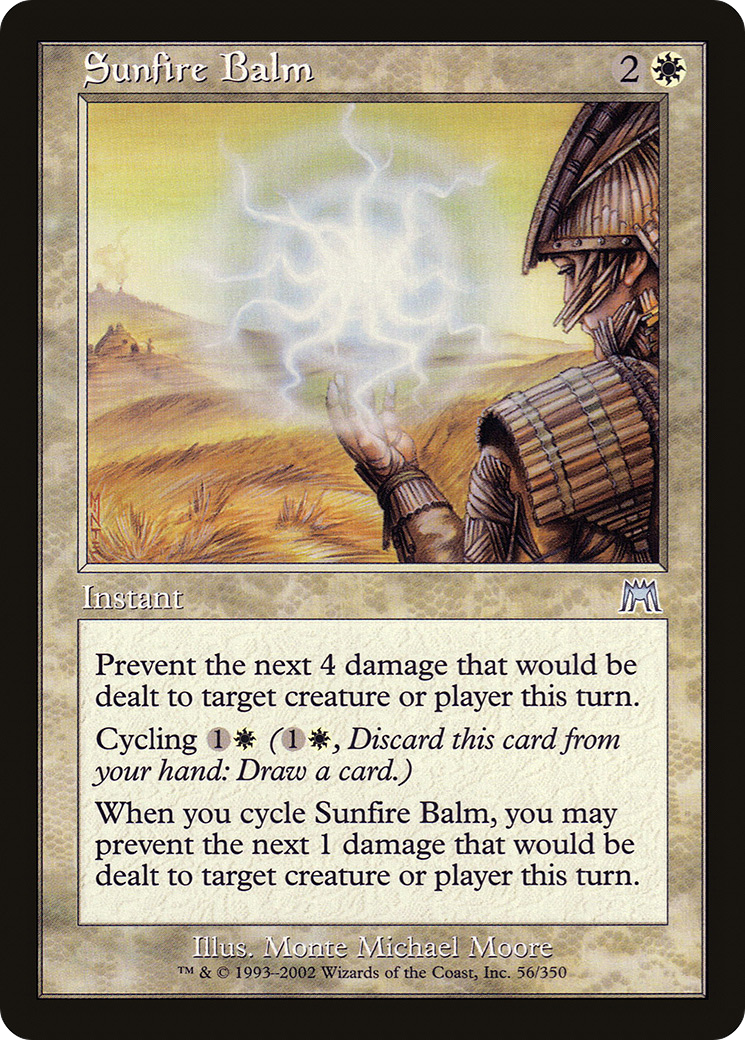 Sunfire Balm 2
MONTE
Instant
Prevent the next 4 damage that would be
dealt to target creature or player this turn.
Cycling 1 (1, Discard this card from
your hand: Draw a card.)
When you cycle Sunfire Balm, you may
prevent the next 1 damage that would be
dealt to target creature or player this turn.
Illus. Monte Michael Moore
™ & © 1993–2002 Wizards of the Coast, Inc. 56/350